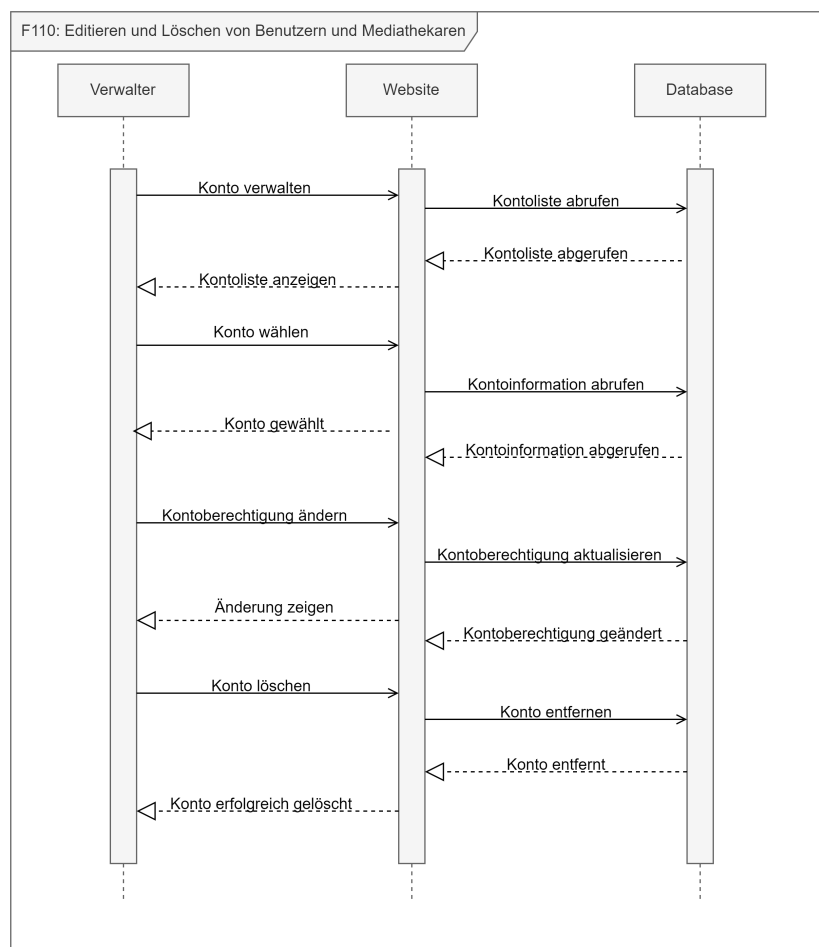 F110: Editieren und Löschen von Benutzern und Mediathekaren
Verwalter
Website
Database
Konto verwalten
Kontoliste abrufen
Kontoliste abgerufen
Kontoliste anzeigen
Konto wählen
Kontoinformation abrufen
Konto gewählt
Kontoinformation abgerufen
Kontoberechtigung ändern
Kontoberechtigung aktualisieren
Änderung zeigen
Kontoberechtigung geändert
Konto löschen
Konto entfernen
Konto entfernt
Konto erfolgreich gelöscht